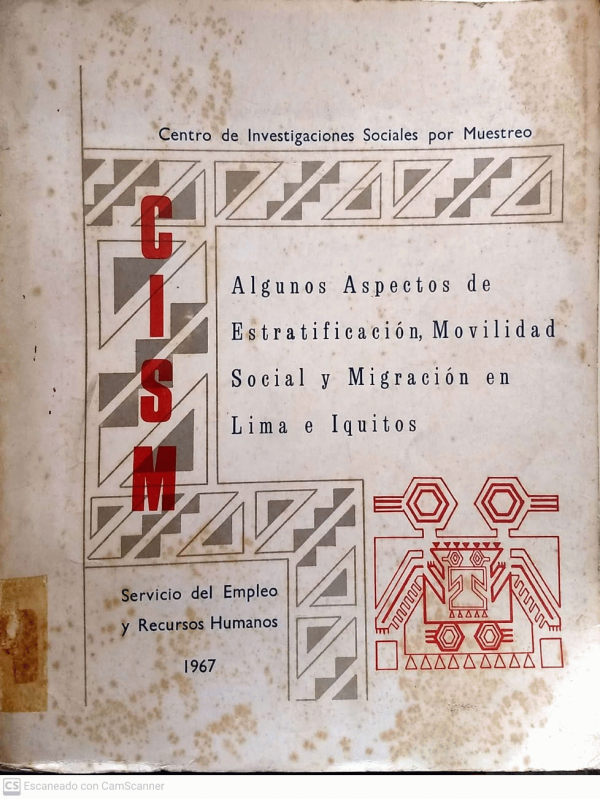 Centro de Investigaciones Sociales por Muestreo
CISM
Algunos Aspectos de
Estratificación, Movilidad
Social y Migración en
Lima e Iquitos
Servicio del Empleo
y Recursos Humanos
1967
CS Escaneado con CamScanner